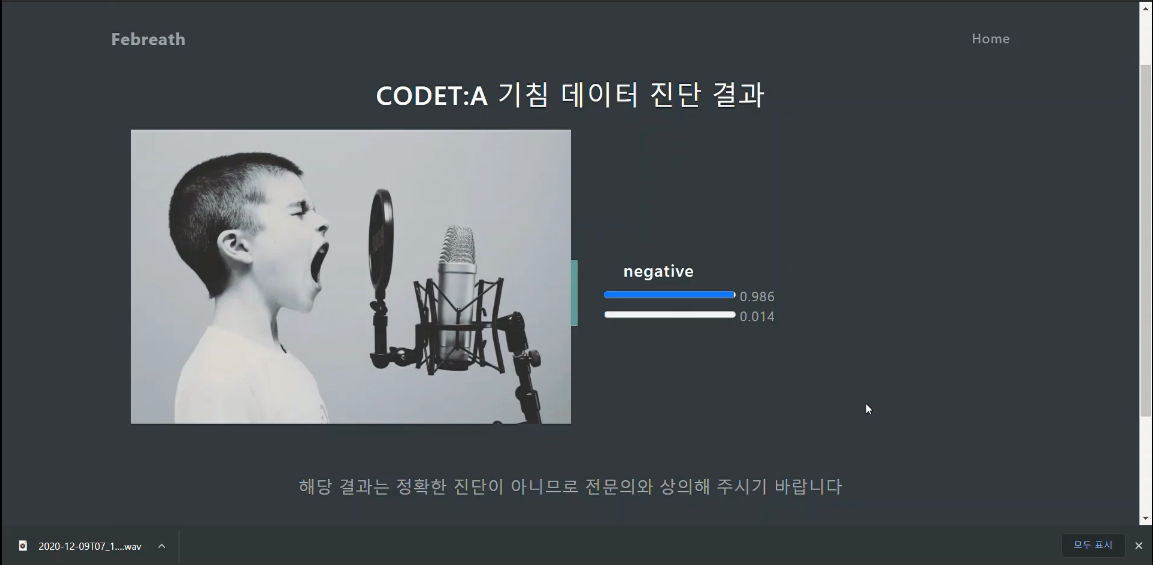 Febreath
Home
CODET:A 기침 데이터 진단 결과
negative
0.986
0.014
해당 결과는 정확한 진단이 아니므로 전문의와 상의해 주시기 바랍니다
2020-12-09T07_1....wav
모두 표시